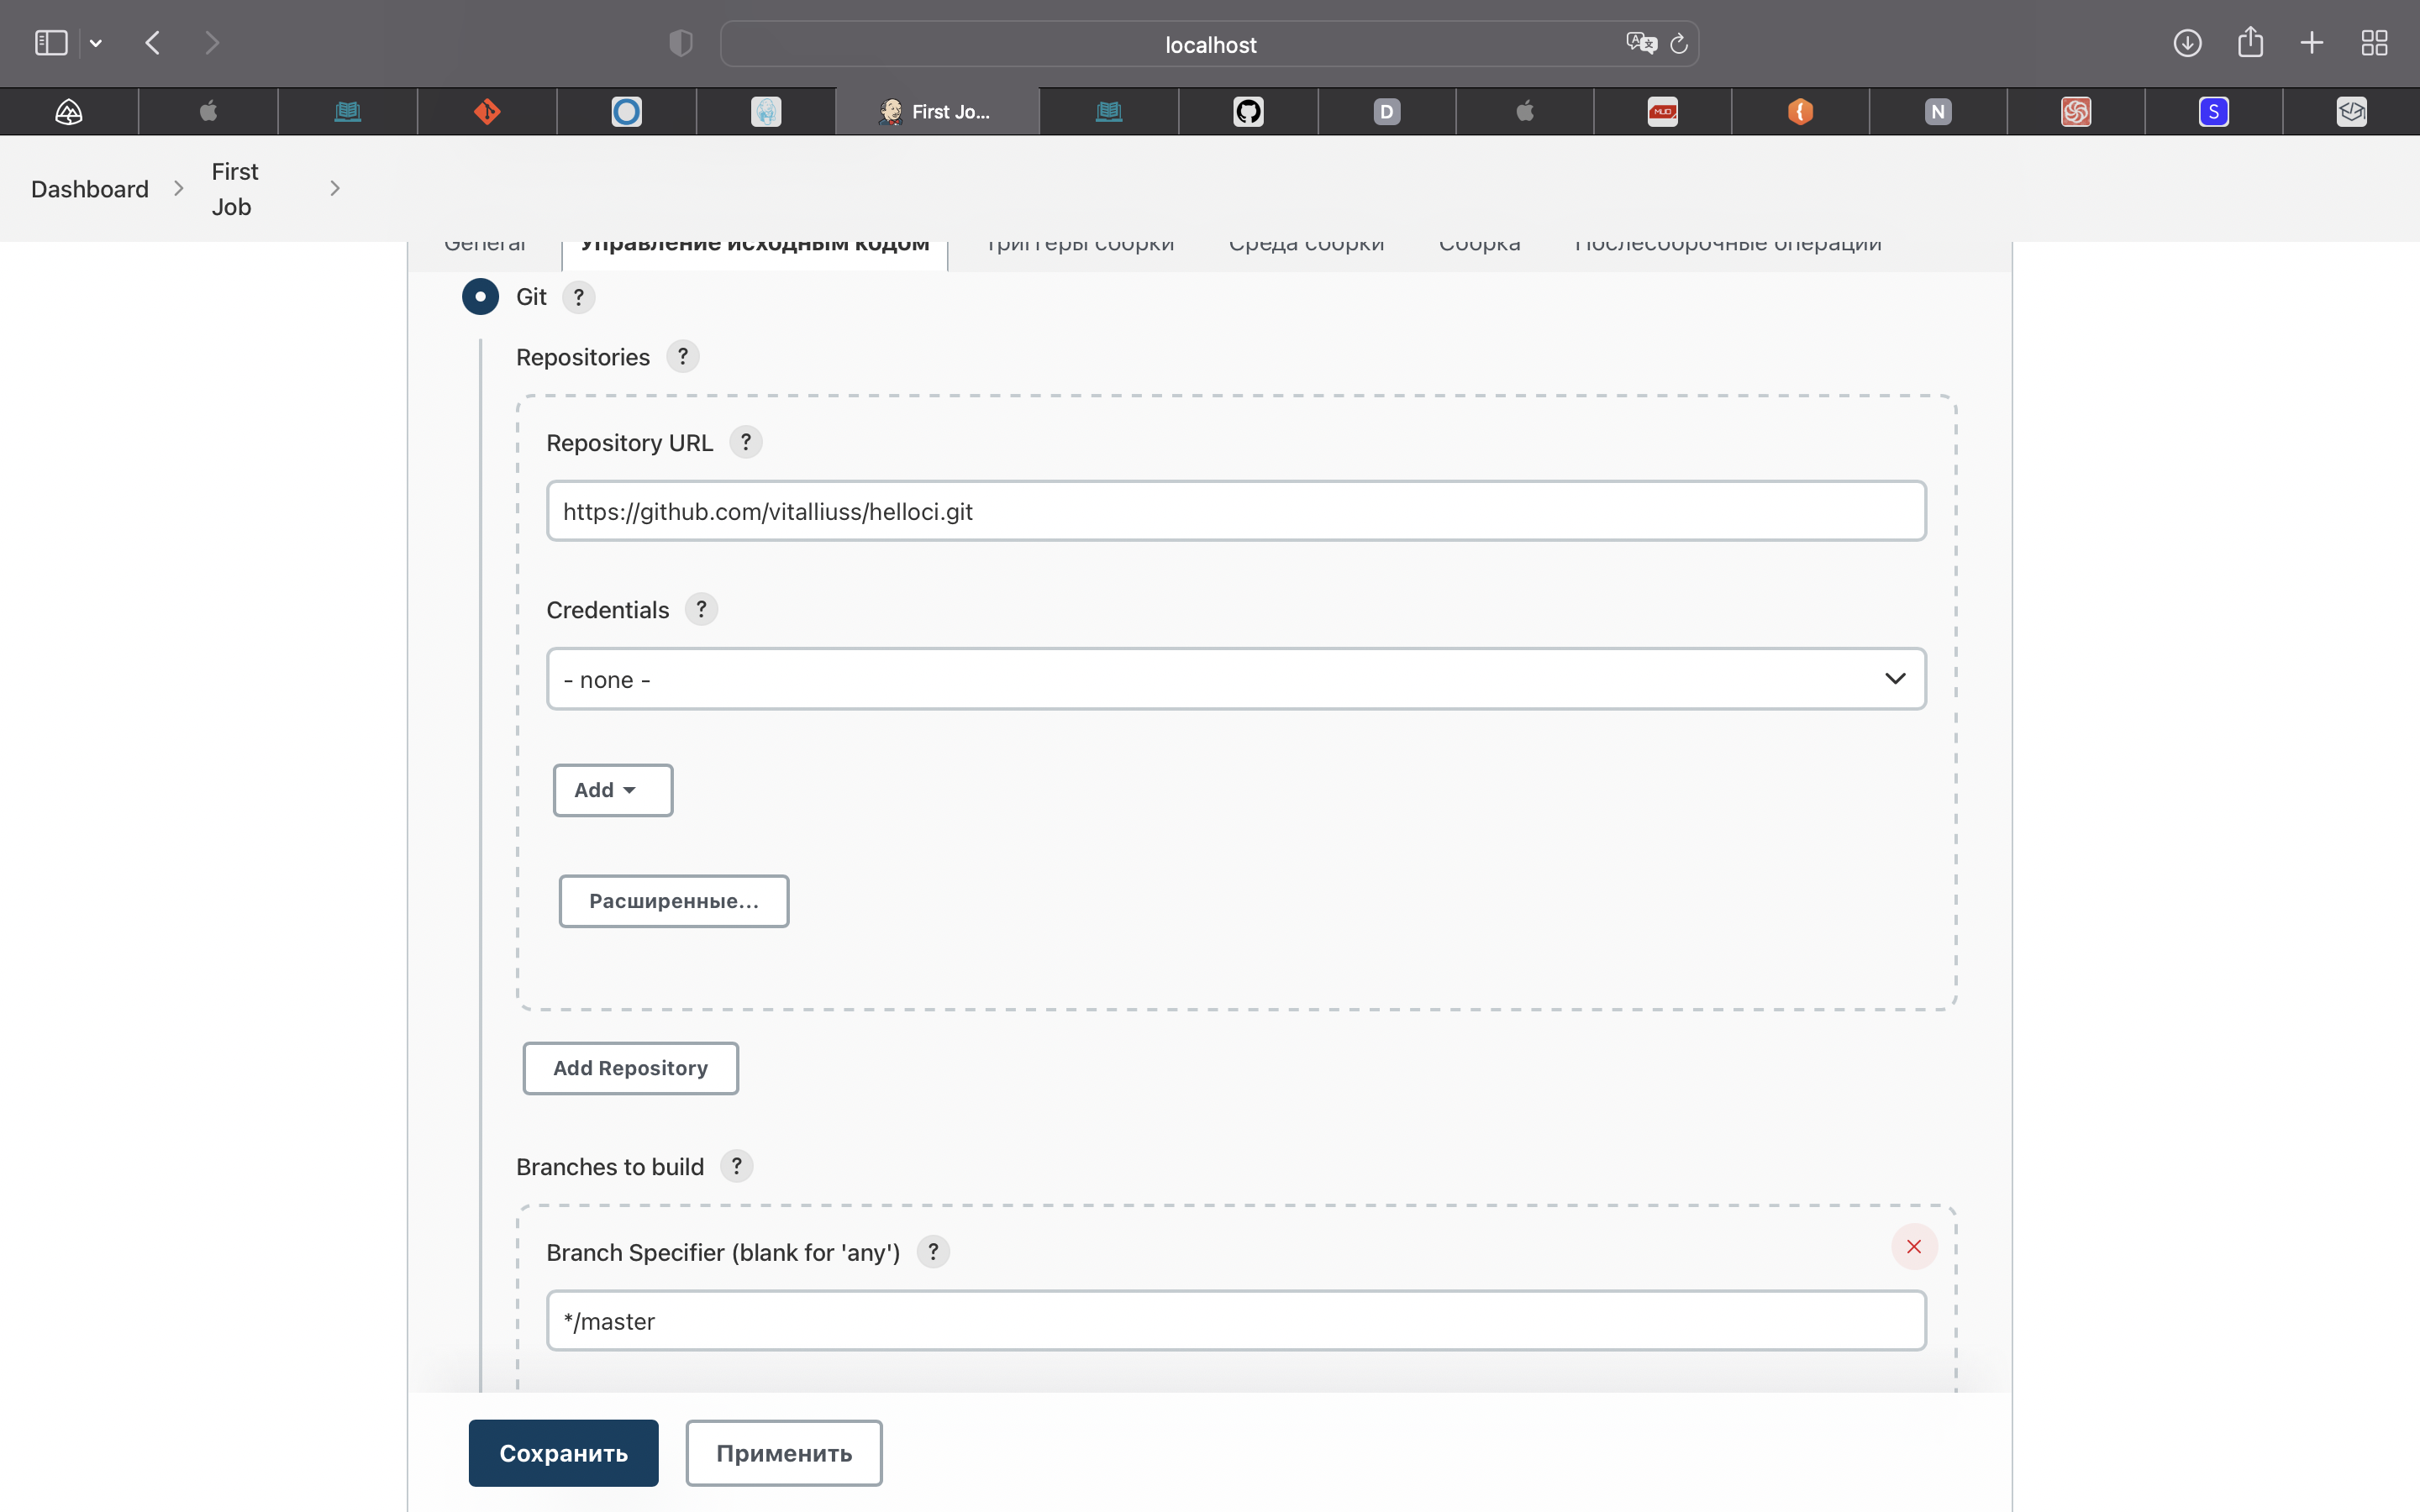 localhost
First Jo...
D
MUO
N
S
Dashboard
First
Job
General
Управление исходным кодом
Триггеры сборки
Среда сборки
Сборка
Послесборочные операции
Git ?
Repositories ?
Repository URL ?
https://github.com/vitalliuss/helloci.git
Credentials ?
- none -
Add
Расширенные...
Add Repository
Branches to build ?
Branch Specifier (blank for 'any') ?
*/master
Сохранить
Применить